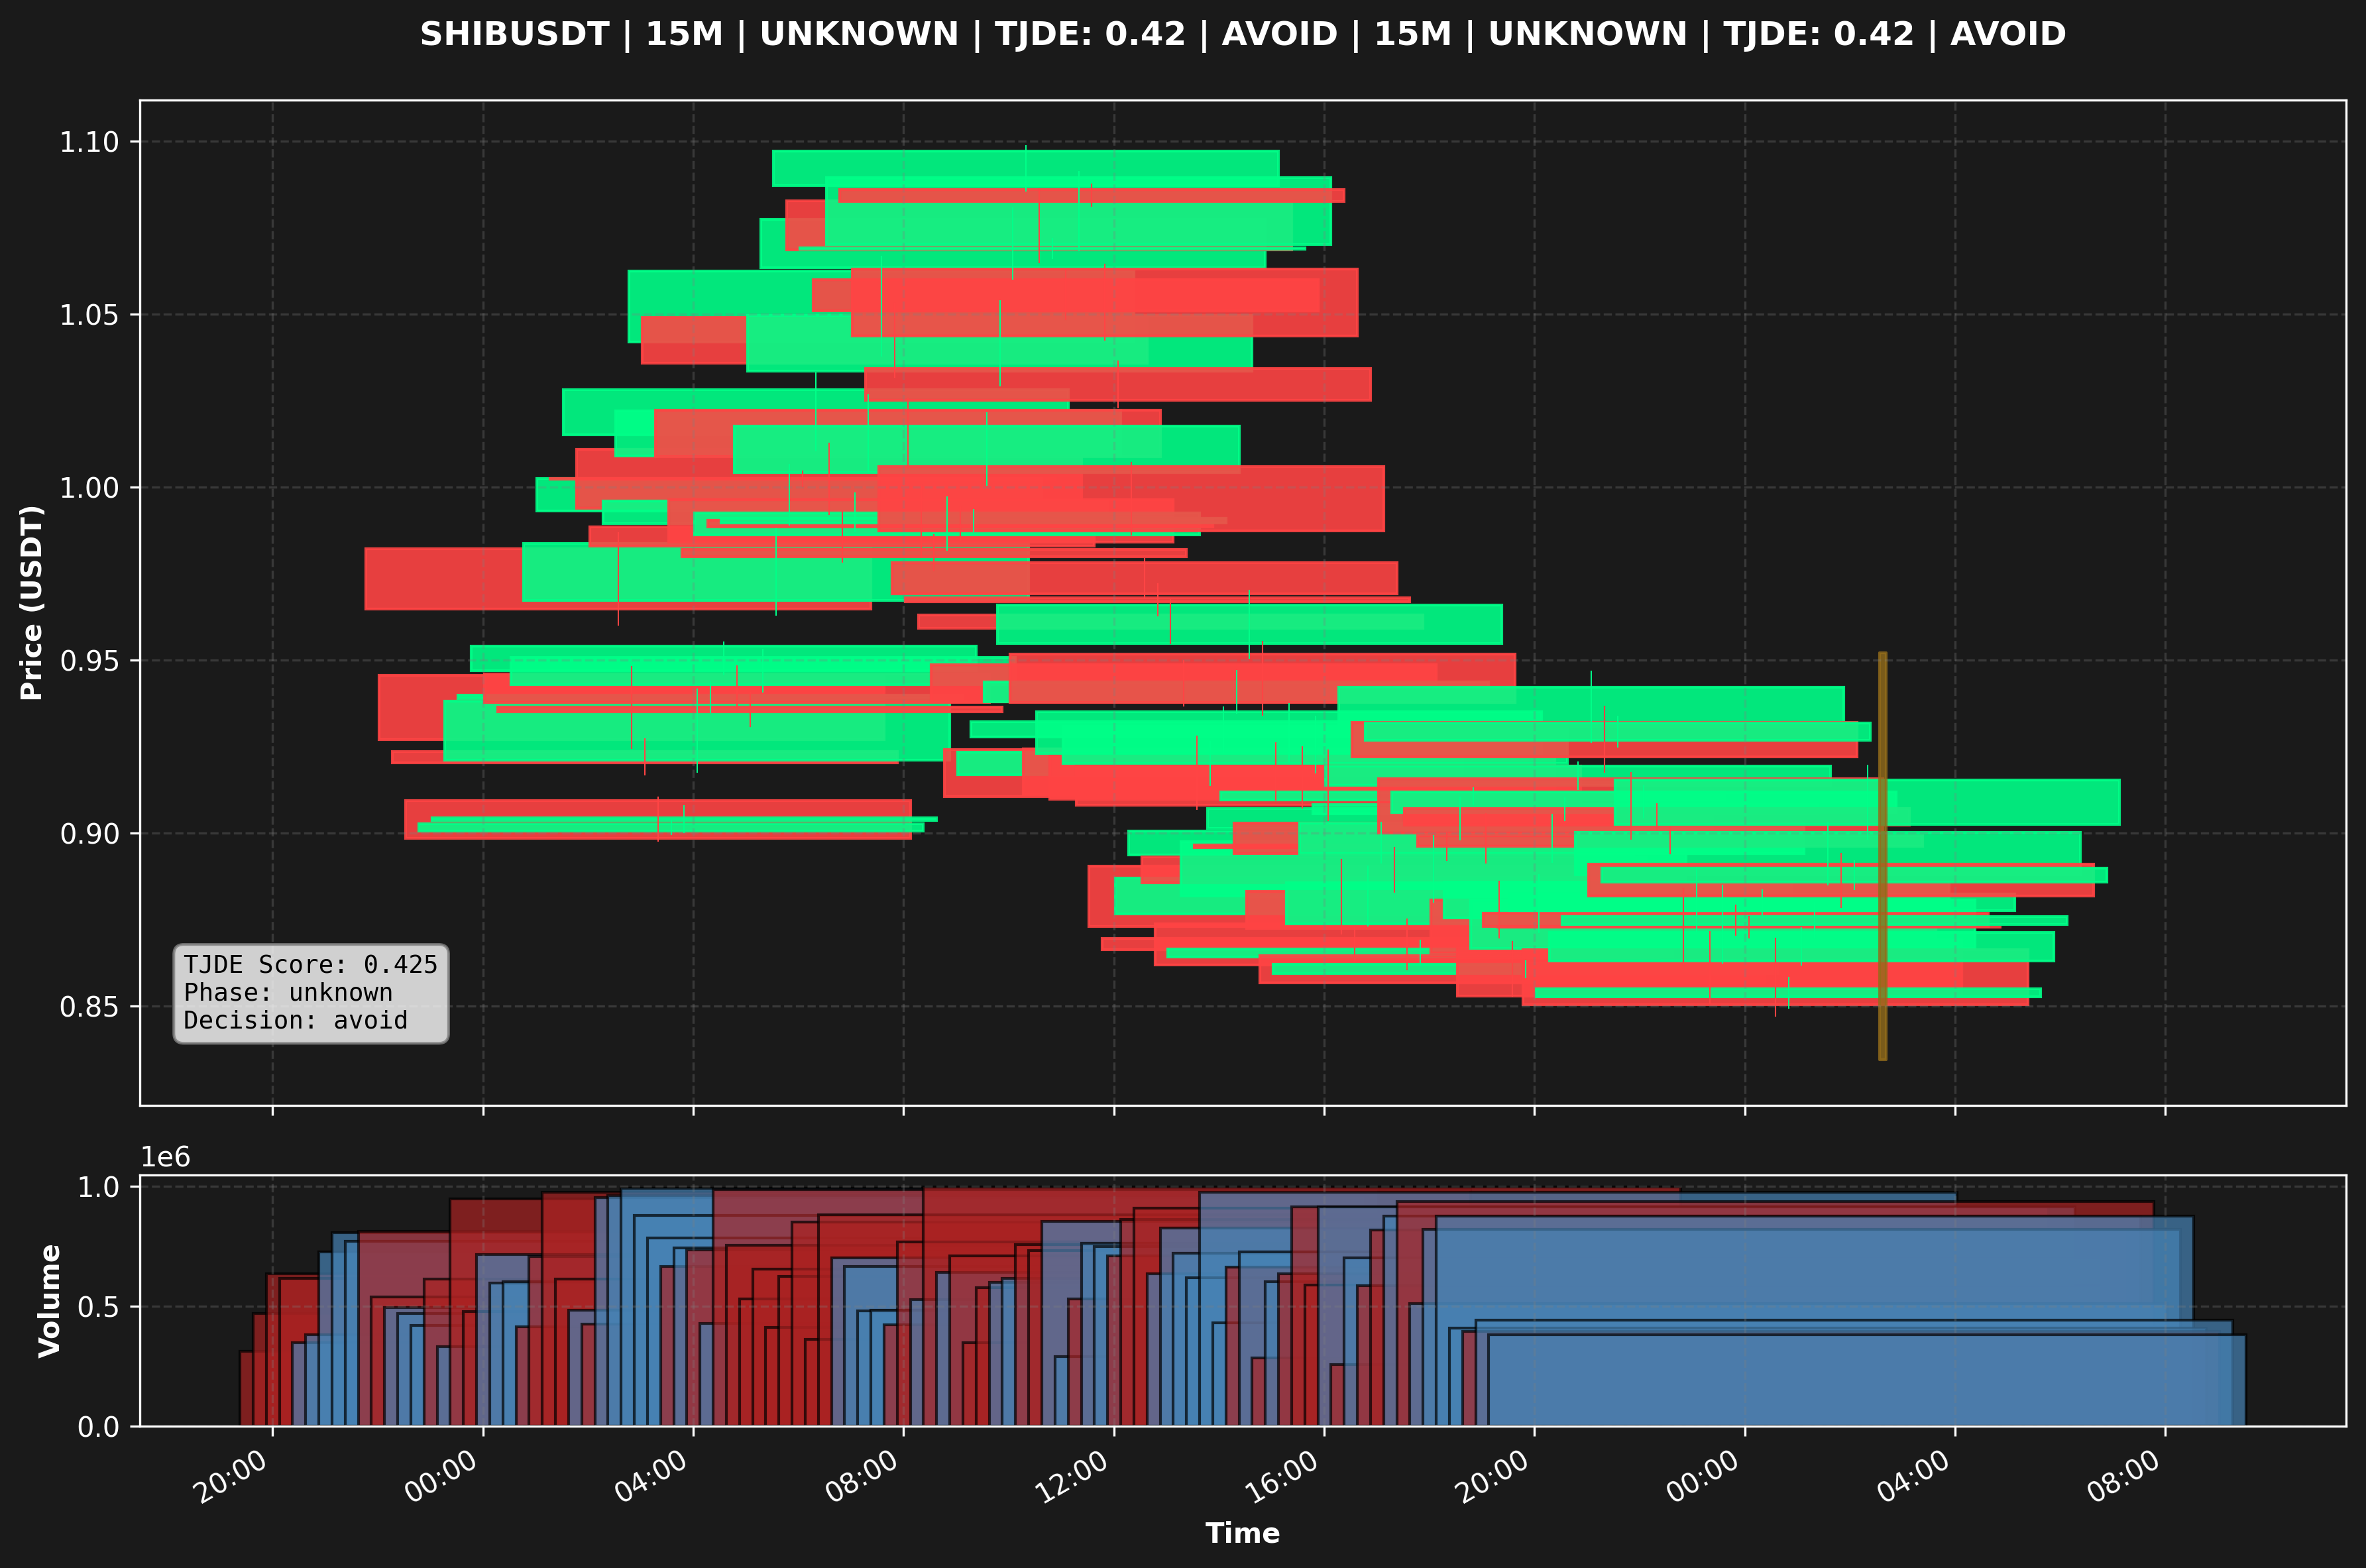 SHIBUSDT | 15M | UNKNOWN | TJDE: 0.42 | AVOID | 15M | UNKNOWN | TJDE: 0.42 | AVOID
Price (USDT)
1.10
1.05
1.00
0.95
0.90
0.85
TJDE Score: 0.425
Phase: unknown
Decision: avoid
1e6
Volume
1.0
0.5
0.0
20:00 00:00 04:00 08:00 12:00 16:00 20:00 00:00 04:00 08:00
Time